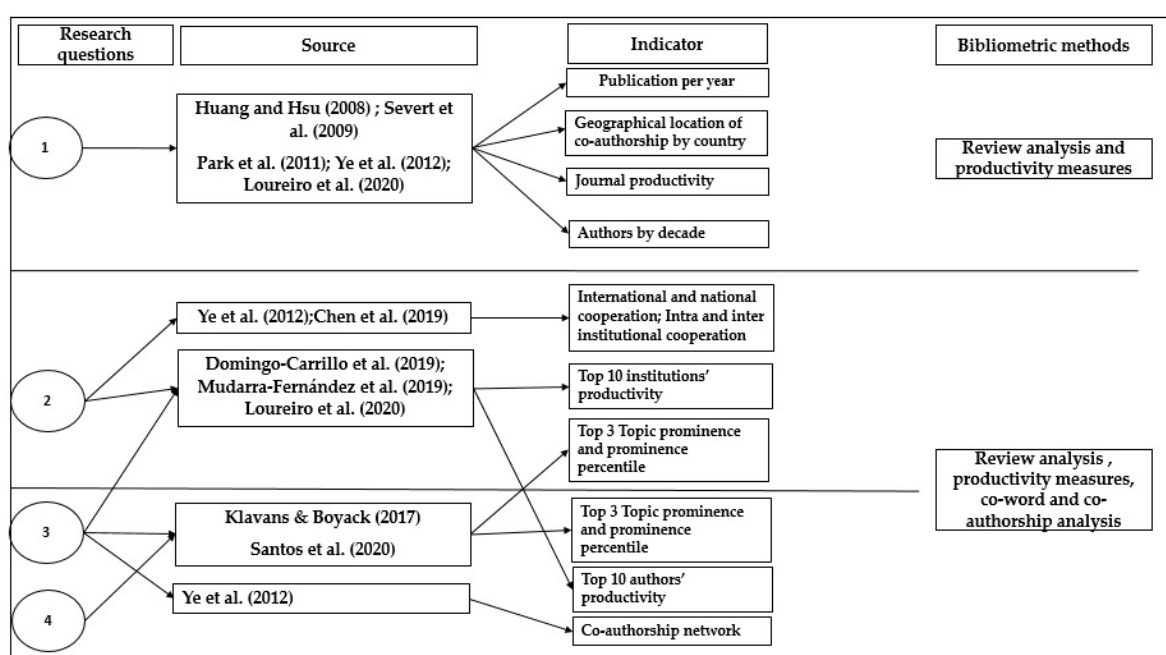 Research
questions
Source
Indicator
Bibliometric methods
1
Huang and Hsu (2008) ; Severt
et al. (2009)
Park et al. (2011); Ye et al. (2012);
Loureiro et al. (2020)
Publication per year
Geographical location of
co-authorship by country
Journal productivity
Authors by decade
Review analysis and
productivity measures
2
Ye et al. (2012);Chen et al. (2019)
Domingo-Carrillo et al. (2019);
Mudarra-Fernández et al. (2019);
Loureiro et al. (2020)
International and national
cooperation; Intra and inter
institutional cooperation
Top 10 institutions’
productivity
Top 3 Topic prominence
and prominence
percentile
Review analysis ,
productivity measures,
co-word and co-
authorship analysis
3
4
Klavans & Boyack (2017)
Santos et al. (2020)
Ye et al. (2012)
Top 3 Topic prominence
and prominence
percentile
Top 10 authors’
productivity
Co-authorship network